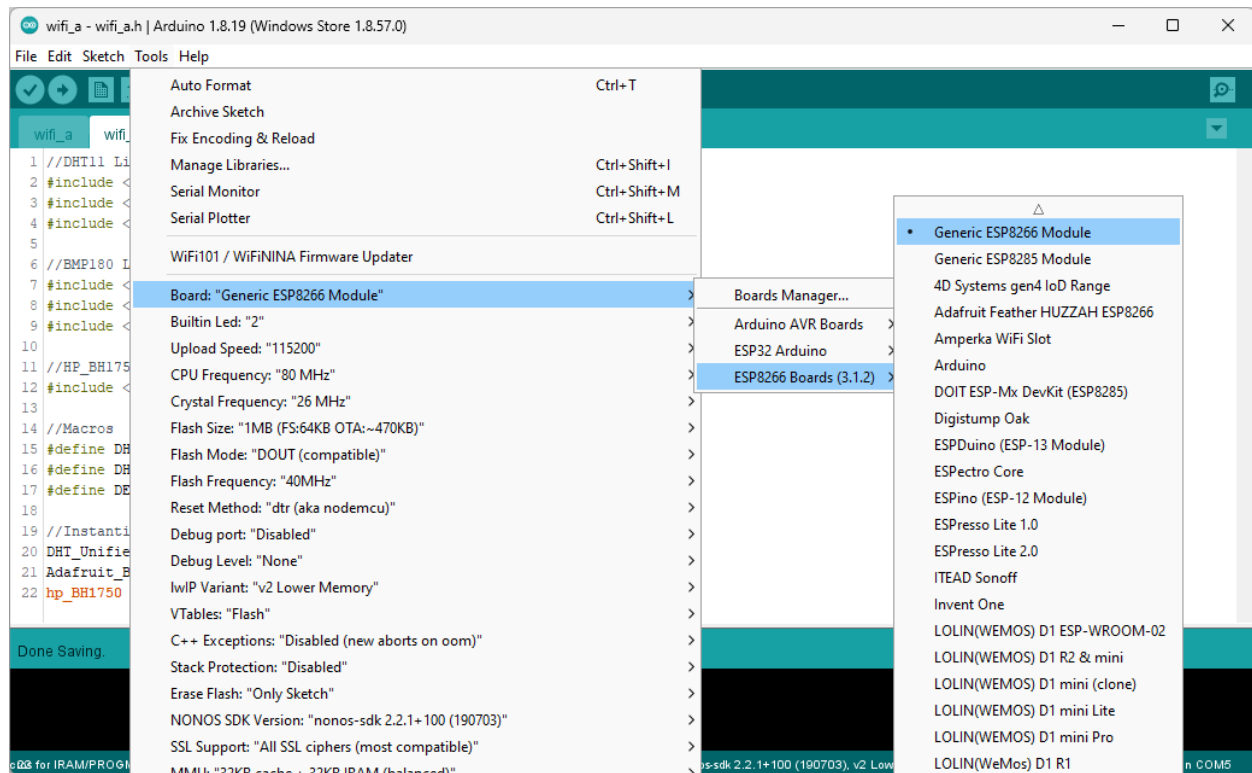 wifi_a - wifi_a.h | Arduino 1.8.19 (Windows Store 1.8.57.0)
File Edit Sketch Tools Help
wifi_a wifi_
1 //DHT11 Li
2 #include <
3 #include <
4 #include <
5
6 //BMP180 L
7 #include <
8 #include <
9 #include <
10
11 //HP_BH175
12 #include <
13
14 //Macros
15 #define DH
16 #define DH
17 #define DE
18
19 //Instanti
20 DHT_Unifie
21 Adafruit_B
22 hp_BH1750
Done Saving.
Auto Format Ctrl+T
Archive Sketch
Fix Encoding & Reload
Manage Libraries... Ctrl+Shift+I
Serial Monitor Ctrl+Shift+M
Serial Plotter Ctrl+Shift+L
WiFi101 / WiFiNINA Firmware Updater
Board: "Generic ESP8266 Module"
Builtin Led: "2"
Upload Speed: "115200"
CPU Frequency: "80 MHz"
Crystal Frequency: "26 MHz"
Flash Size: "1MB (FS:64KB OTA:~470KB)"
Flash Mode: "DOUT (compatible)"
Flash Frequency: "40MHz"
Reset Method: "dtr (aka nodemcu)"
Debug port: "Disabled"
Debug Level: "None"
lwIP Variant: "v2 Lower Memory"
VTables: "Flash"
C++ Exceptions: "Disabled (new aborts on oom)"
Stack Protection: "Disabled"
Erase Flash: "Only Sketch"
NONOS SDK Version: "nonos-sdk 2.2.1+100 (190703)"
SSL Support: "All SSL ciphers (most compatible)"
MMU: "32KB cache + 32KB IRAM (balanced)"
Boards Manager...
Arduino AVR Boards
ESP32 Arduino
ESP8266 Boards (3.1.2)
Generic ESP8266 Module
Generic ESP8285 Module
4D Systems gen4 IoD Range
Adafruit Feather HUZZAH ESP8266
Amperka WiFi Slot
Arduino
DOIT ESP-Mx DevKit (ESP8285)
Digistump Oak
ESPDuino (ESP-13 Module)
ESPectro Core
ESPino (ESP-12 Module)
ESPresso Lite 1.0
ESPresso Lite 2.0
ITEAD Sonoff
Invent One
LOLIN(WEMOS) D1 ESP-WROOM-02
LOLIN(WEMOS) D1 R2 & mini
LOLIN(WEMOS) D1 mini (clone)
LOLIN(WEMOS) D1 mini Lite
LOLIN(WEMOS) D1 mini Pro
LOLIN(WeMos) D1 R1
for IRAM/PROGM os-sdk 2.2.1+100 (190703), v2 Low n COM5